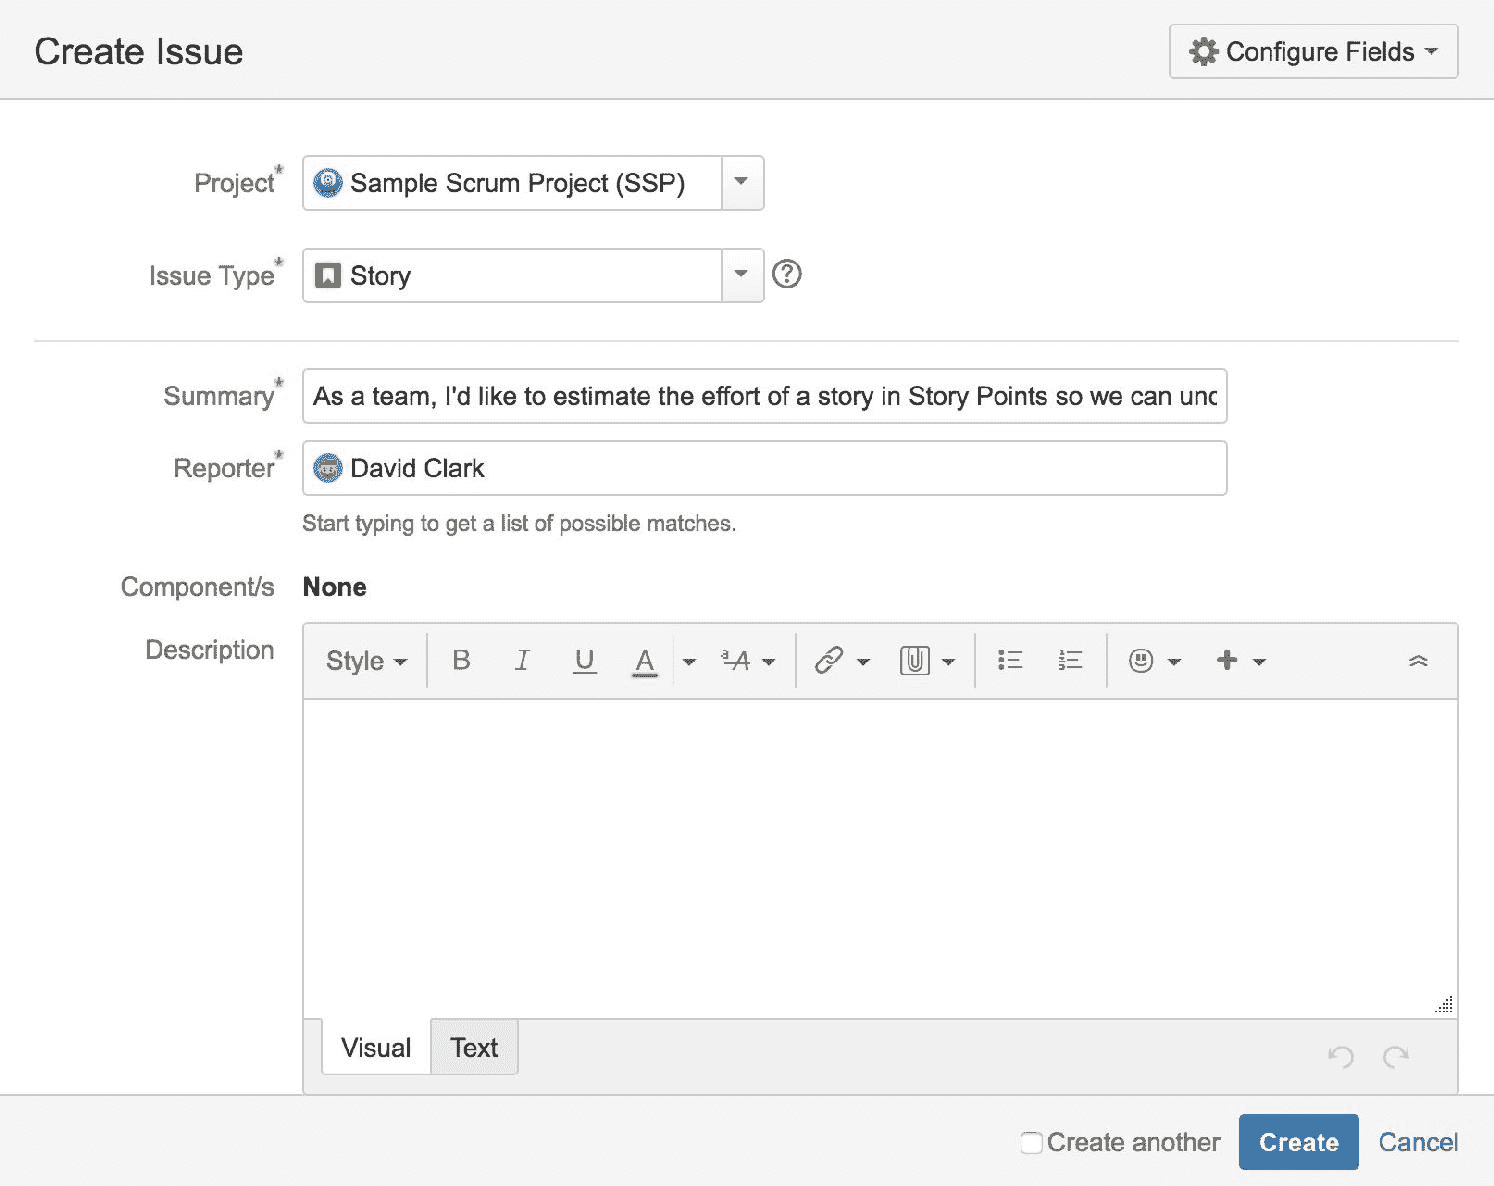 Create Issue
Configure Fields
Project*
Sample Scrum Project (SSP)
Issue Type*
Story
Summary*
As a team, I'd like to estimate the effort of a story in Story Points so we can
Reporter*
David Clark
Start typing to get a list of possible matches.
Component/s
None
Description
Style
B I U A ªA
Visual
Text
Create another
Create
Cancel